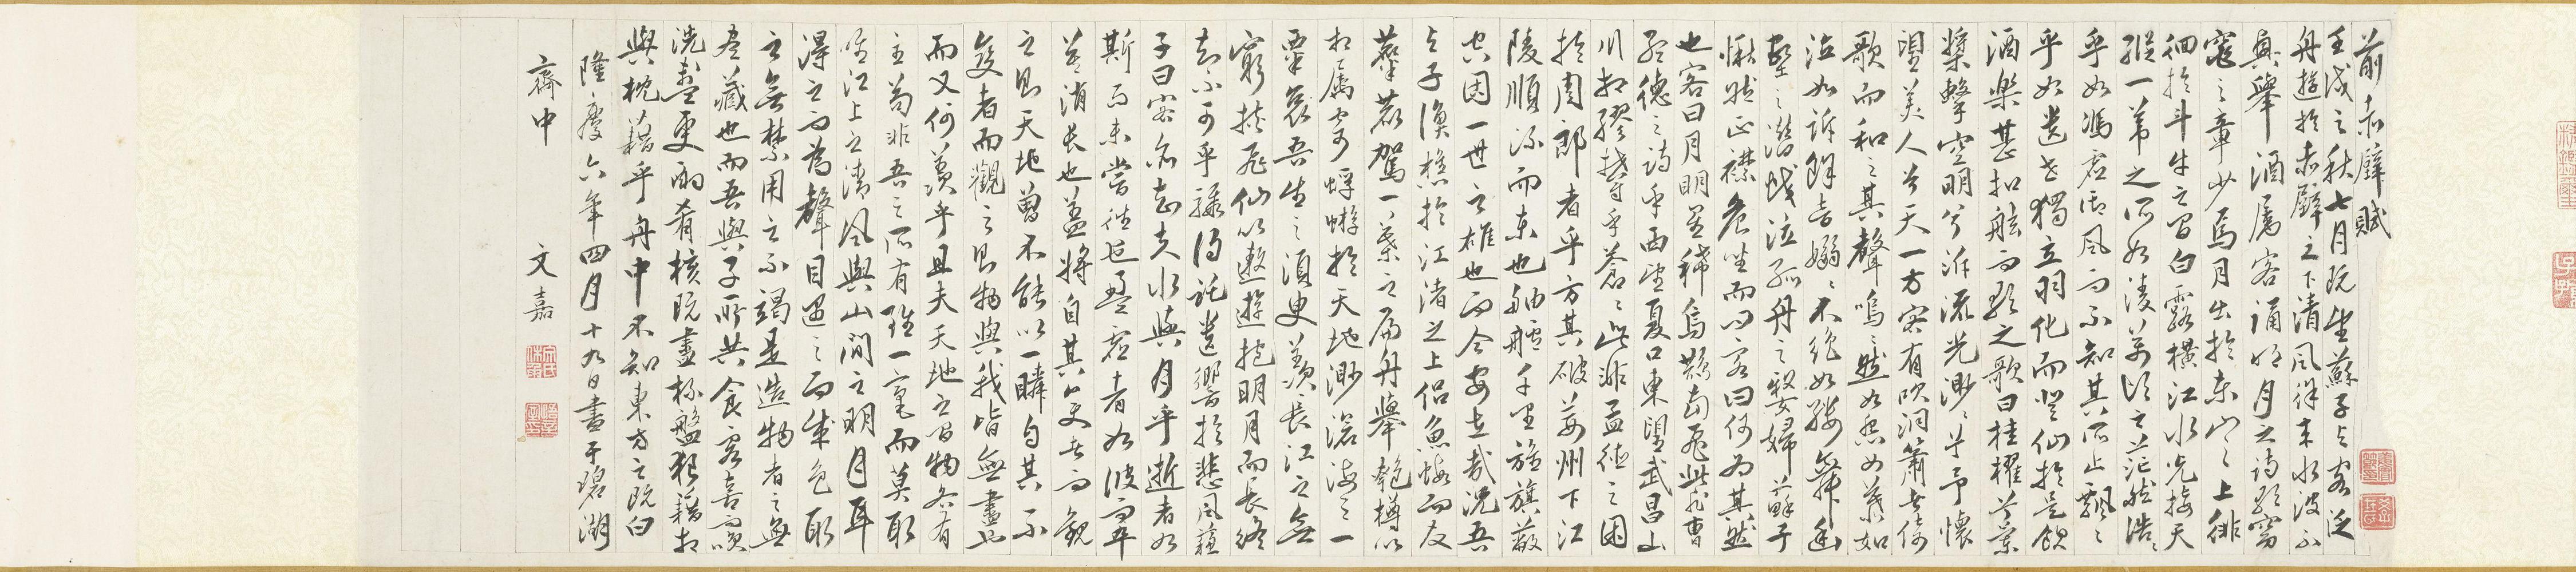 前赤壁賦
壬戌之秋七月既望蘇子與客泛
舟遊於赤壁之下清風徐來水波不
興舉酒屬客誦明月之詩歌窈
窕之章少焉月出於東山之上徘
徊於斗牛之間白露橫江水光接天
縱一葦之所如淩萬頃之茫然浩〻
乎如馮虛御風而不知其所止飄〻
乎如遺世獨立羽化而登仙於是飲
酒樂甚扣舷而歌之歌曰桂櫂兮蘭
槳擊空明兮泝流光渺〻兮予懷
望美人兮天一方客有吹洞簫者倚
歌而和之其聲嗚〻然如怨如慕如
泣如訴餘音嫋〻不絕如縷舞幽
壑之潛蛟泣孤舟之嫠婦蘇子
愀然正襟危坐而問客曰何為其然
也客曰月明星稀烏鵲南飛此非曹
孟德之詩乎西望夏口東望武昌山
川相繆鬱乎蒼〻此非孟德之困
於周郎者乎方其破荊州下江
陵順流而東也舳艫千里旌旗蔽
空固一世之雄也而今安在哉況吾
與子漁樵於江渚之上侶魚蝦而友
麋鹿駕一葉之扁舟舉匏樽以
相屬寄蜉蝣於天地渺滄海之一
粟哀吾生之須臾羨長江之無
窮挾飛仙以遨遊抱明月而長終
知不可乎驟得託遺響於悲風蘇
子曰客亦知夫水與月乎逝者如
斯而未嘗往也盈虛者如彼而卒
莫消長也蓋將自其變者而觀
之則天地曾不能以一瞬自其不
變者而觀之則物與我皆無盡也
而又何羨乎且夫天地之間物各有
主苟非吾之所有雖一毫而莫取
惟江上之清風與山間之明月耳
得之而為聲目遇之而成色取
之無禁用之不竭是造物者之無
盡藏也而吾與子所共食客喜而笑
洗盞更酌肴核既盡杯盤狼藉相
與枕藉乎舟中不知東方之既白
隆慶六年四月十九日書于碧湖
齋中 文嘉